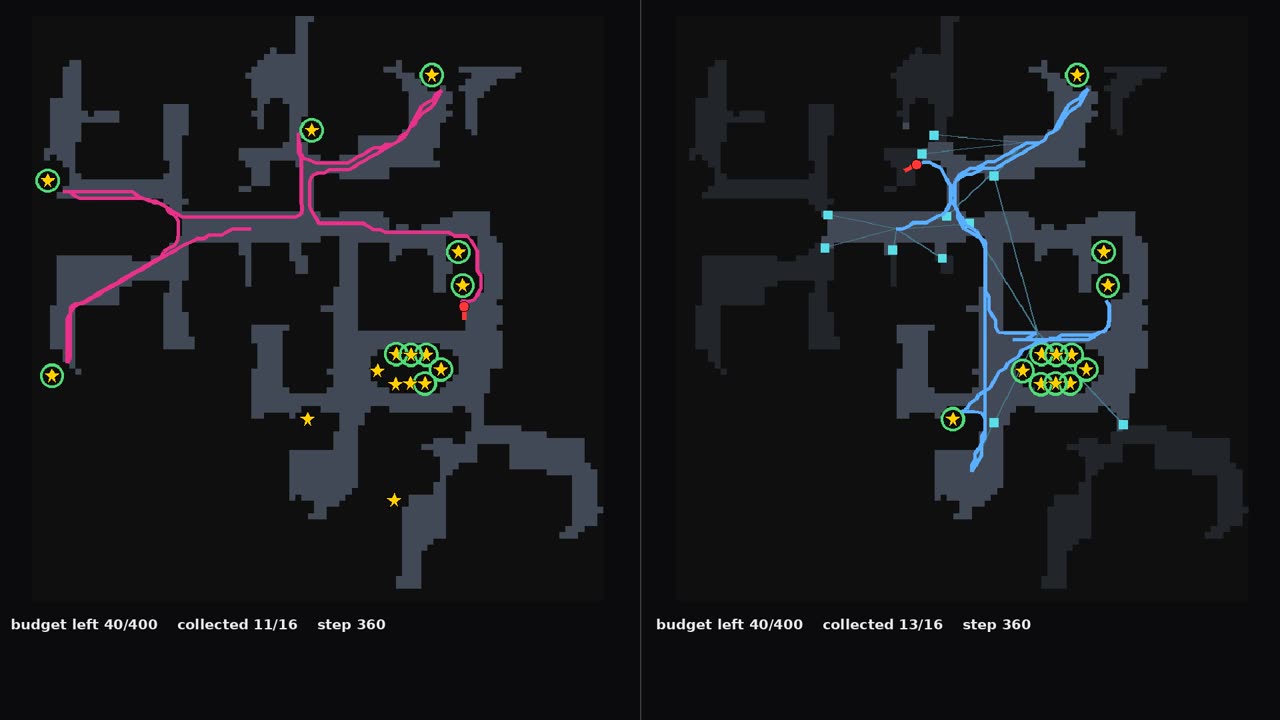 budget left 40/400    collected 11/16    step 360
budget left 40/400    collected 13/16    step 360